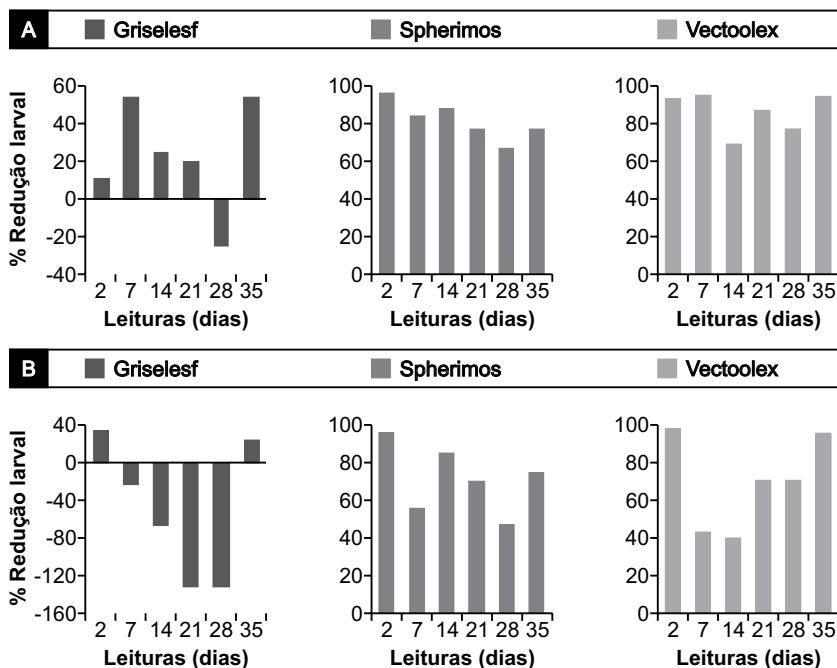 A Griselesf Spherimos Vectoolex
% Redução larval
60
40
20
0
-20
-40
2 7 14 21 28 35
Leituras (dias)
100
80
60
40
20
0
2 7 14 21 28 35
Leituras (dias)
100
80
60
40
20
0
2 7 14 21 28 35
Leituras (dias)
B Griselesf Spherimos Vectoolex
% Redução larval
40
0
-40
-80
-120
-160
2 7 14 21 28 35
Leituras (dias)
100
80
60
40
20
0
2 7 14 21 28 35
Leituras (dias)
100
80
60
40
20
0
2 7 14 21 28 35
Leituras (dias)